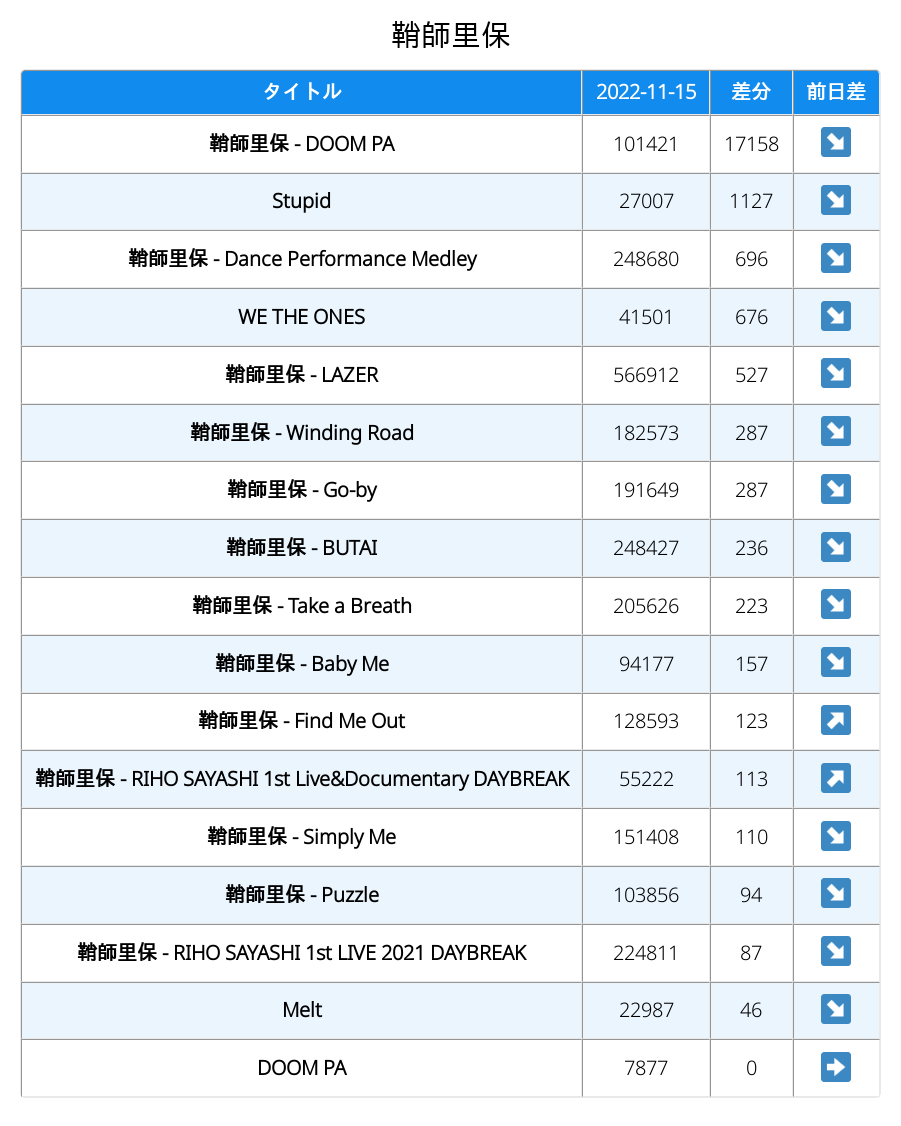 鞘師里保
タイトル 2022-11-15 差分 前日差
鞘師里保 - DOOM PA 101421 17158 ↘
Stupid 27007 1127 ↘
鞘師里保 - Dance Performance Medley 248680 696 ↘
WE THE ONES 41501 676 ↘
鞘師里保 - LAZER 566912 527 ↘
鞘師里保 - Winding Road 182573 287 ↘
鞘師里保 - Go-by 191649 287 ↘
鞘師里保 - BUTAI 248427 236 ↘
鞘師里保 - Take a Breath 205626 223 ↘
鞘師里保 - Baby Me 94177 157 ↘
鞘師里保 - Find Me Out 128593 123 ↗
鞘師里保 - RIHO SAYASHI 1st Live&Documentary DAYBREAK 55222 113 ↗
鞘師里保 - Simply Me 151408 110 ↘
鞘師里保 - Puzzle 103856 94 ↘
鞘師里保 - RIHO SAYASHI 1st LIVE 2021 DAYBREAK 224811 87 ↘
Melt 22987 46 ↘
DOOM PA 7877 0 ➡